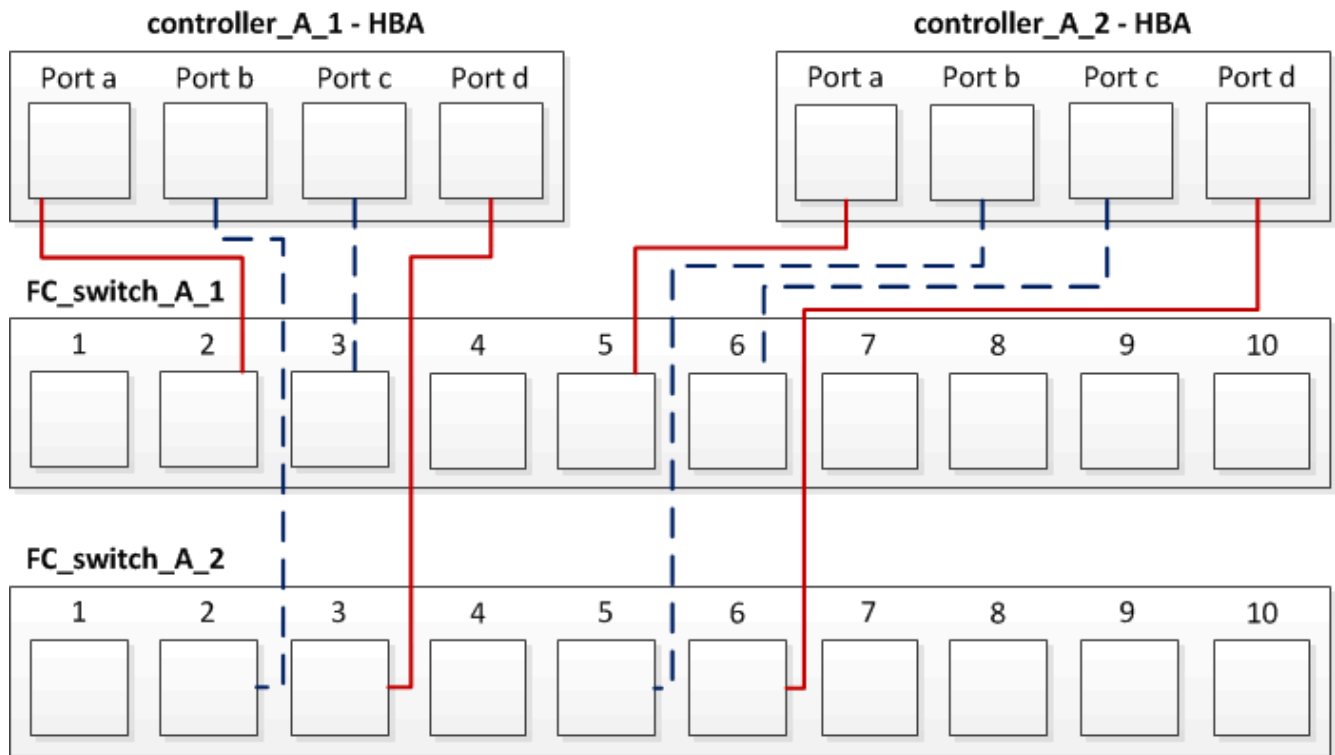 controller_A_1 - HBA
controller_A_2 - HBA
Port a Port b Port c Port d
Port a Port b Port c Port d
FC_switch_A_1
1 2 3 4 5 6 7 8 9 10
FC_switch_A_2
1 2 3 4 5 6 7 8 9 10